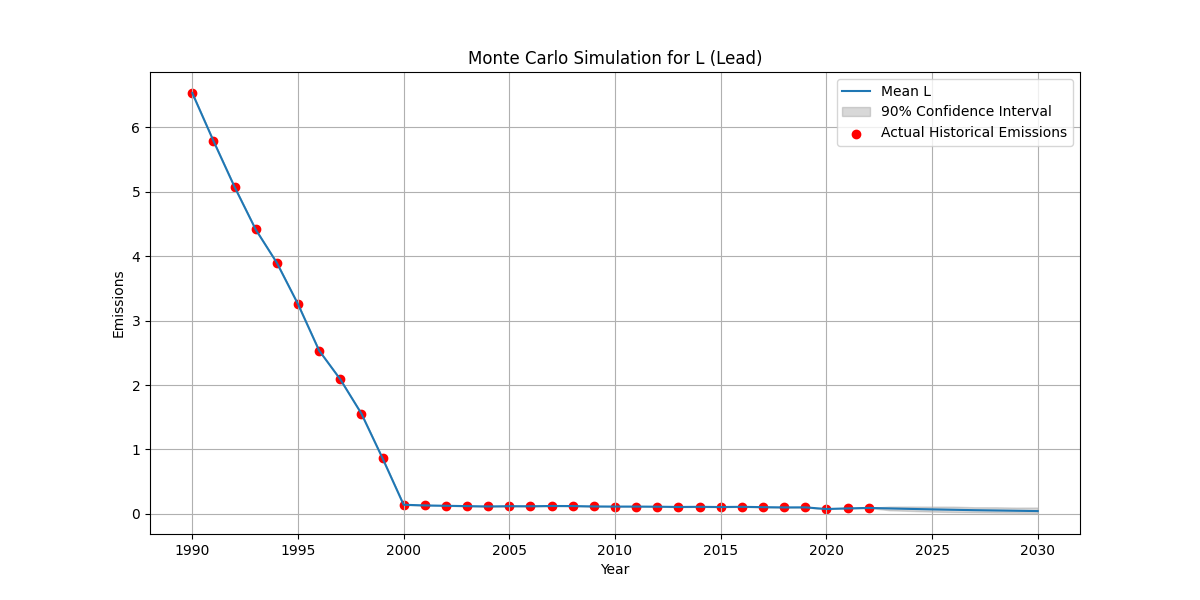 Monte Carlo Simulation for L (Lead)
Mean L
90% Confidence Interval
Actual Historical Emissions
Emissions
6
5
4
3
2
1
0
1990 1995 2000 2005 2010 2015 2020 2025 2030
Year